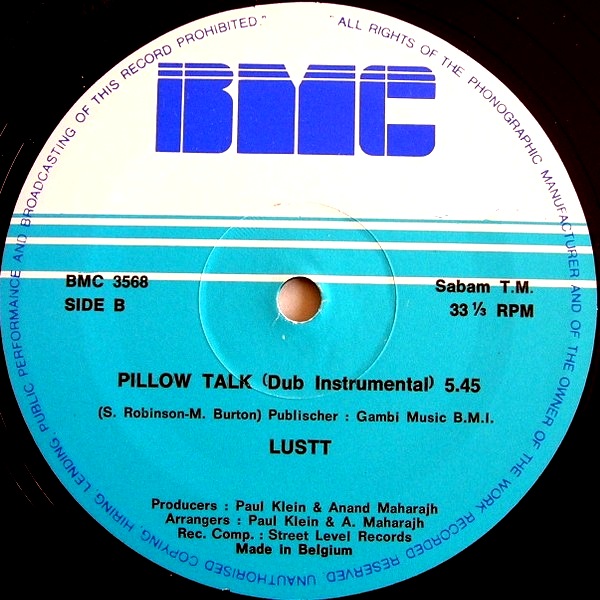 "ALL RIGHTS OF THE PHONOGRAPHIC MANUFACTURER AND OF THE OWNER OF THE WORK RECORDED RESERVED. UNAUTHORISED COPYING, HIRING, LENDING, PUBLIC PERFORMANCE AND BROADCASTING OF THIS RECORD PROHIBITED."
BMC
BMC 3568
SIDE B
Sabam T.M.
33 ⅓ RPM
PILLOW TALK (Dub Instrumental) 5.45
(S. Robinson-M. Burton) Publischer : Gambi Music B.M.I.
LUSTT
Producers : Paul Klein & Anand Maharajh
Arrangers : Paul Klein & A. Maharajh
Rec. Comp. : Street Level Records
Made in Belgium